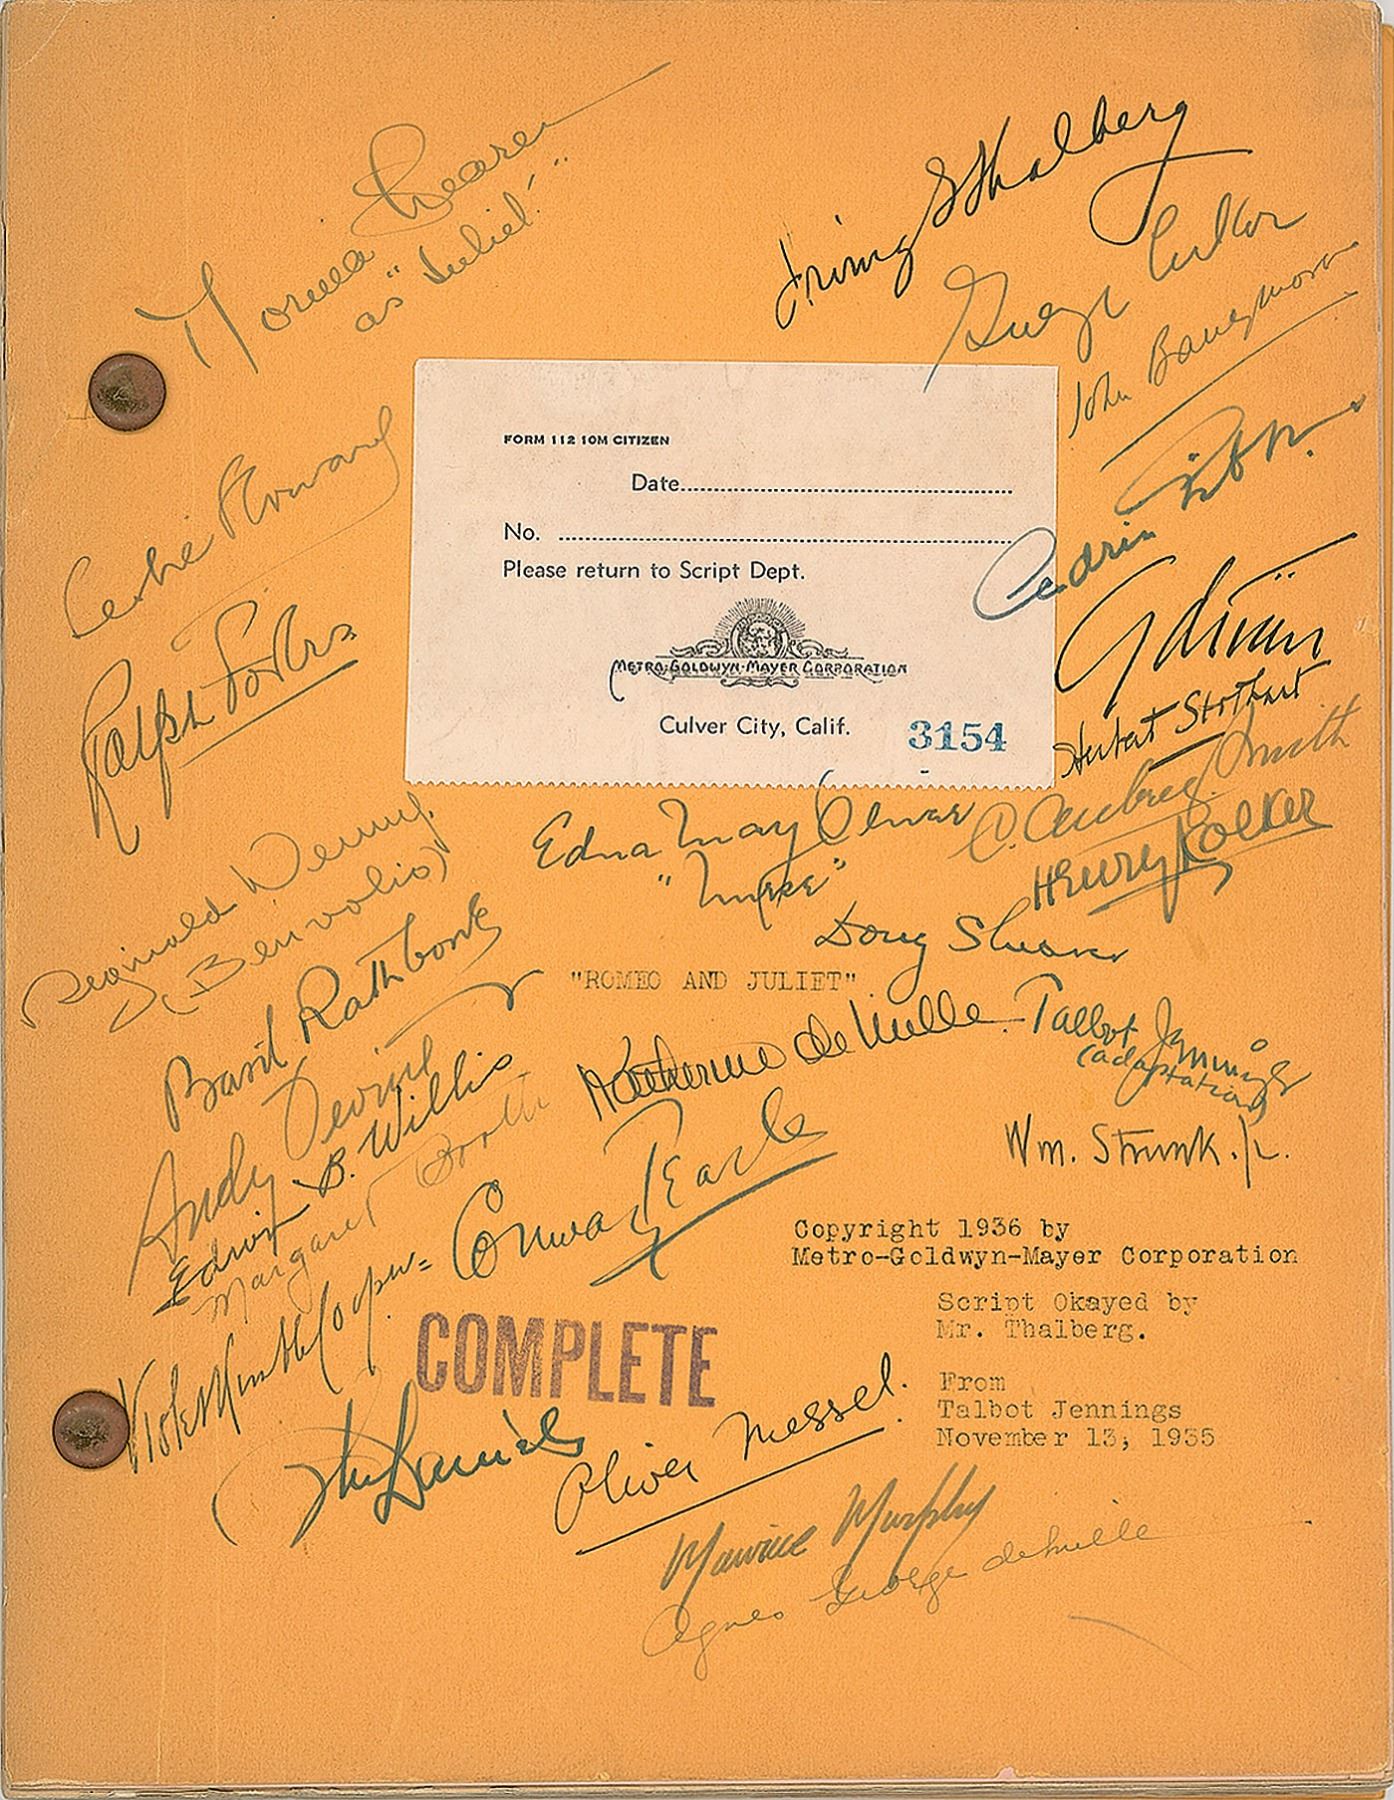 Norma Shearer
as "Juliet"
Irving G Thalberg
George Cukor
John Barrymore
FORM 112 10M CITIZEN
Date
No.
Please return to Script Dept.
METRO-GOLDWYN-MAYER CORPORATION
Culver City, Calif.
3154
Leslie Howard
Ralph Forbes
Cedric Gibbons
Adrian
Herbert Stothart
C. Aubrey Smith
Henry Kolker
Edna May Oliver
"Nurse"
Reginald Denny
(Benvolio)
Doug Shearer
Basil Rathbone
"ROMEO AND JULIET"
Andy Devine
Katherine de Mille
Talbot Jennings
(adaptation)
Edwin B. Willis
Margaret Booth
Wm. Strunk. Jr.
Conway Tearle
Violet Kemble Cooper
Copyright 1936 by
Metro-Goldwyn-Mayer Corporation
Script Okayed by
Mr. Thalberg.
COMPLETE
From
Talbot Jennings
November 13, 1935
Daniels
Oliver Messel.
Maurice Murphy
Agnes George deMille